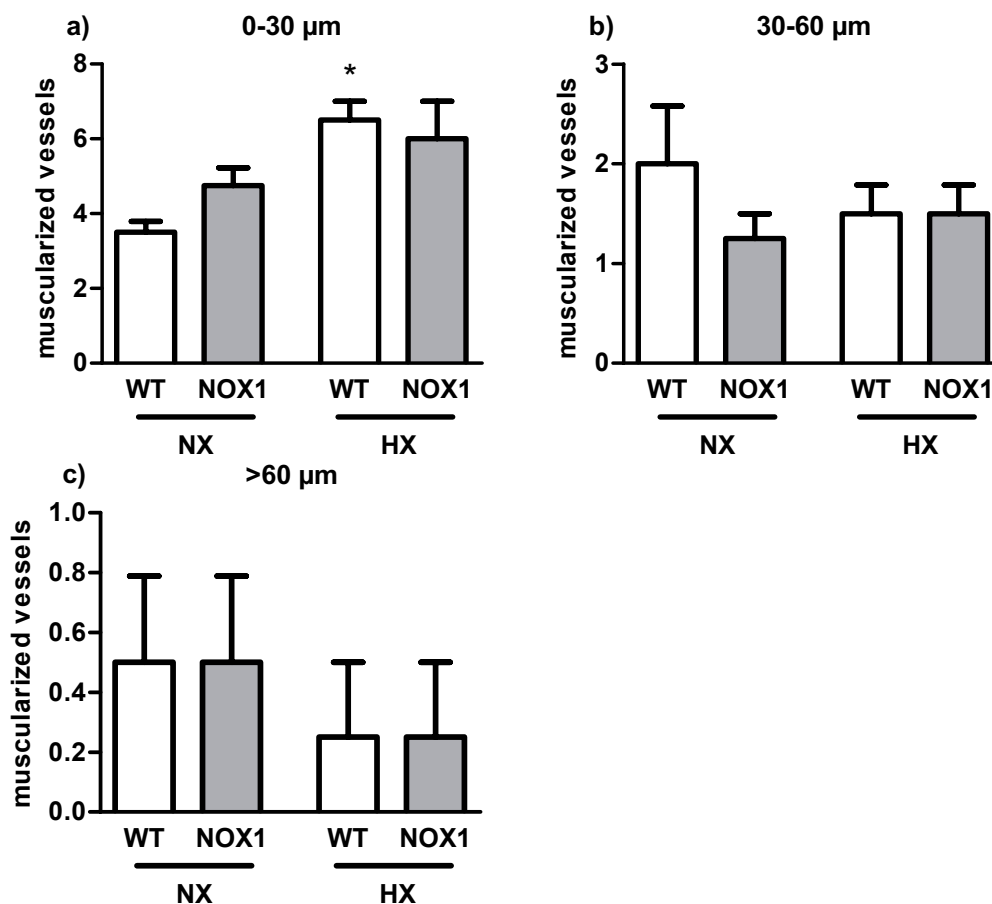 a) 0-30 µm
muscularized vessels
8
6
4
2
0
*
WT NOX1 WT NOX1
NX HX
b) 30-60 µm
muscularized vessels
3
2
1
0
WT NOX1 WT NOX1
NX HX
c) >60 µm
muscularized vessels
1.0
0.8
0.6
0.4
0.2
0.0
WT NOX1 WT NOX1
NX HX